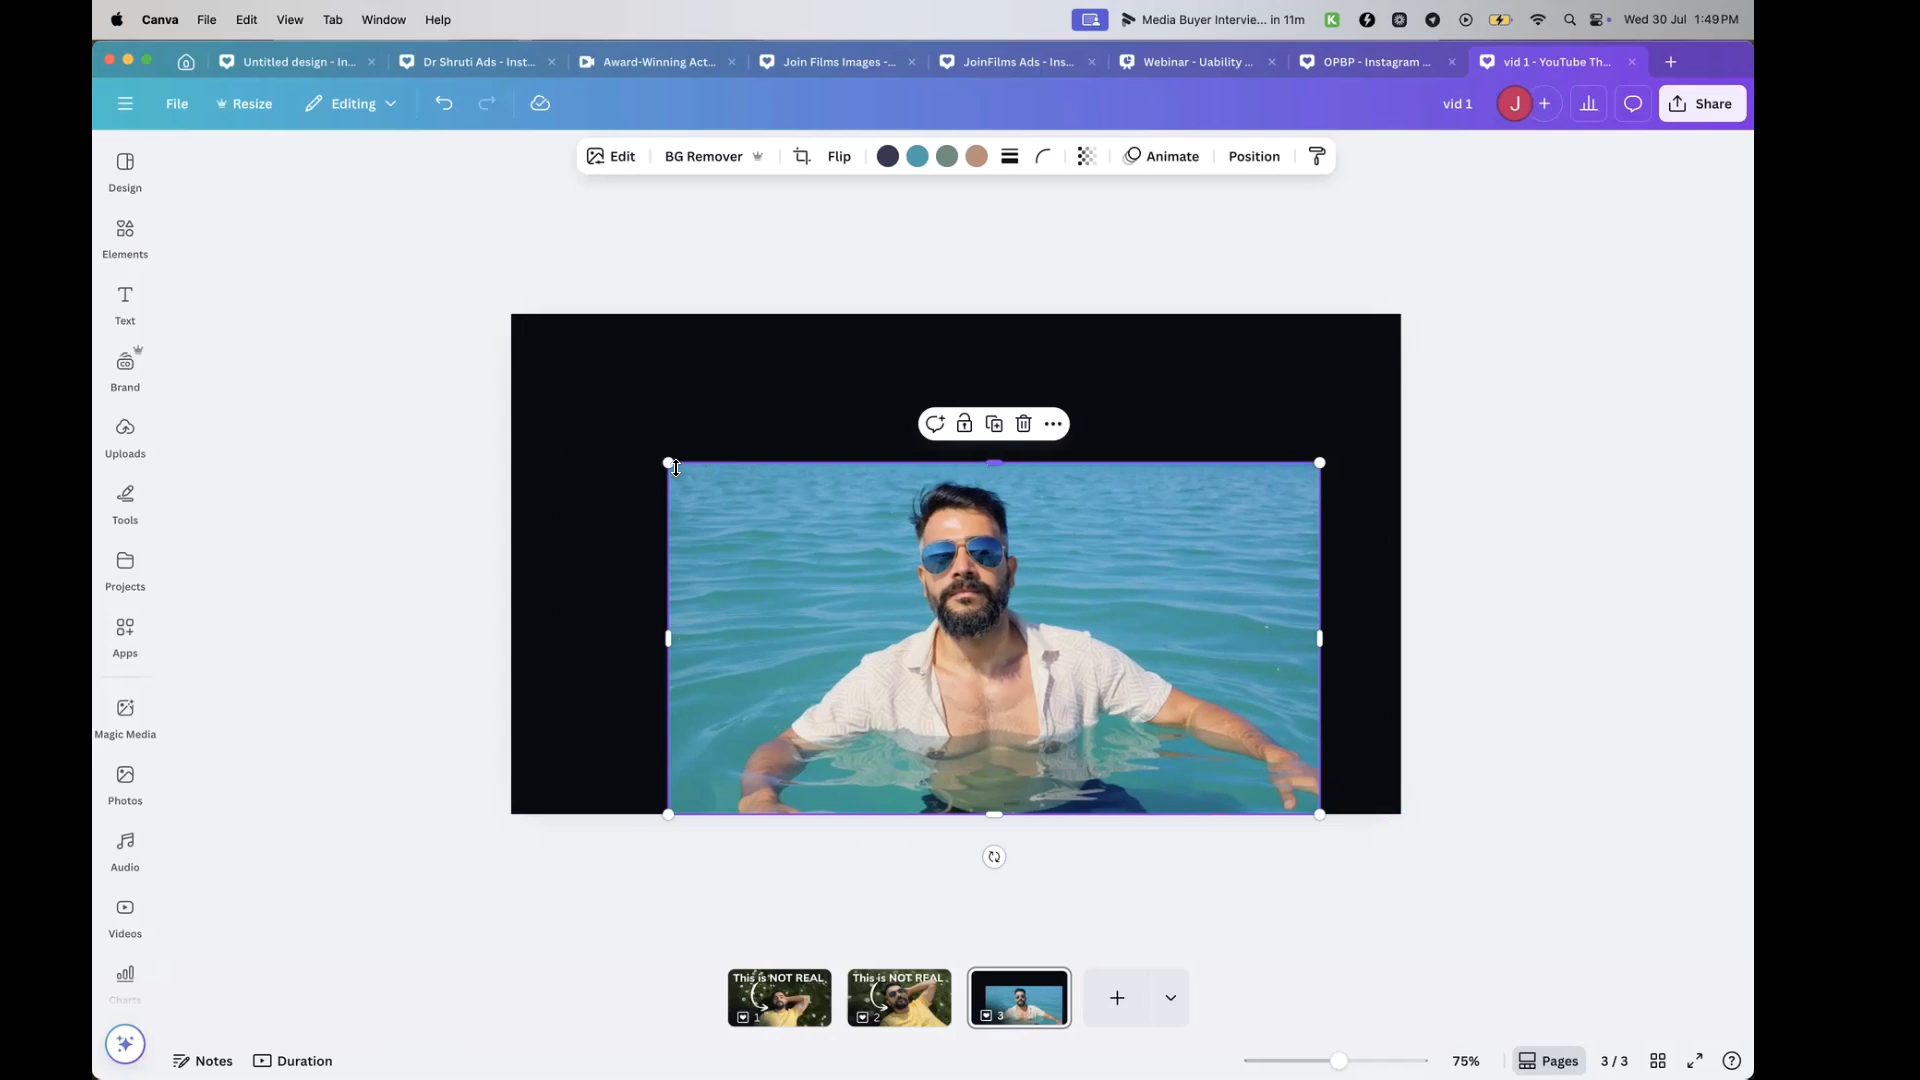 Canva File Edit View Tab Window Help
Media Buyer Intervie... in 11m
Wed 30 Jul 1:49 PM
Untitled design - In...
Dr Shruti Ads - Inst...
Award-Winning Act...
Join Films Images -...
JoinFilms Ads - Ins...
Webinar - Uability ...
OPBP - Instagram ...
vid 1 - YouTube Th...
File Resize Editing
vid 1
J
Share
Edit BG Remover Flip Animate Position
Design
Elements
Text
Brand
Uploads
Tools
Projects
Apps
Magic Media
Photos
Audio
Videos
Charts
This is NOT REAL
1
This is NOT REAL
2
3
Notes Duration
75%
Pages
3 / 3